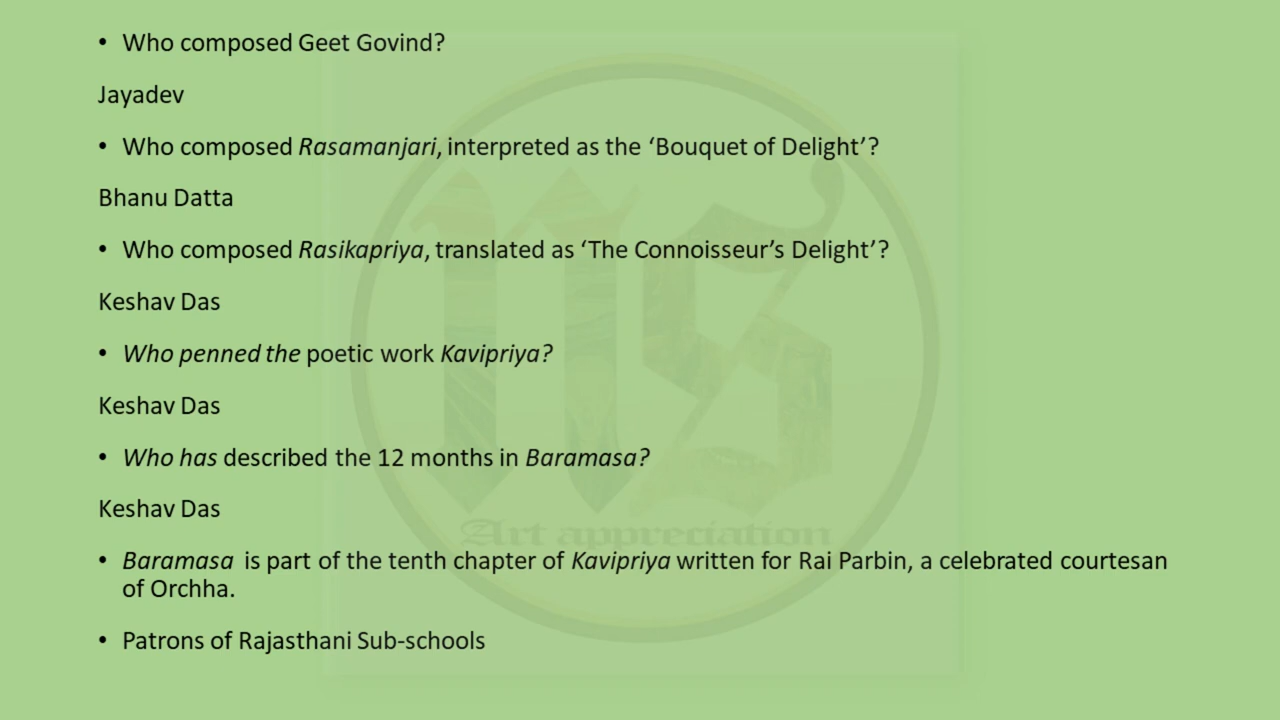 • Who composed Geet Govind?
Jayadev
• Who composed Rasamanjari, interpreted as the ‘Bouquet of Delight’?
Bhanu Datta
• Who composed Rasikapriya, translated as ‘The Connoisseur’s Delight’?
Keshav Das
• Who penned the poetic work Kavipriya?
Keshav Das
• Who has described the 12 months in Baramasa?
Keshav Das
Art appreciation
• Baramasa is part of the tenth chapter of Kavipriya written for Rai Parbin, a celebrated courtesan
of Orchha.
• Patrons of Rajasthani Sub-schools